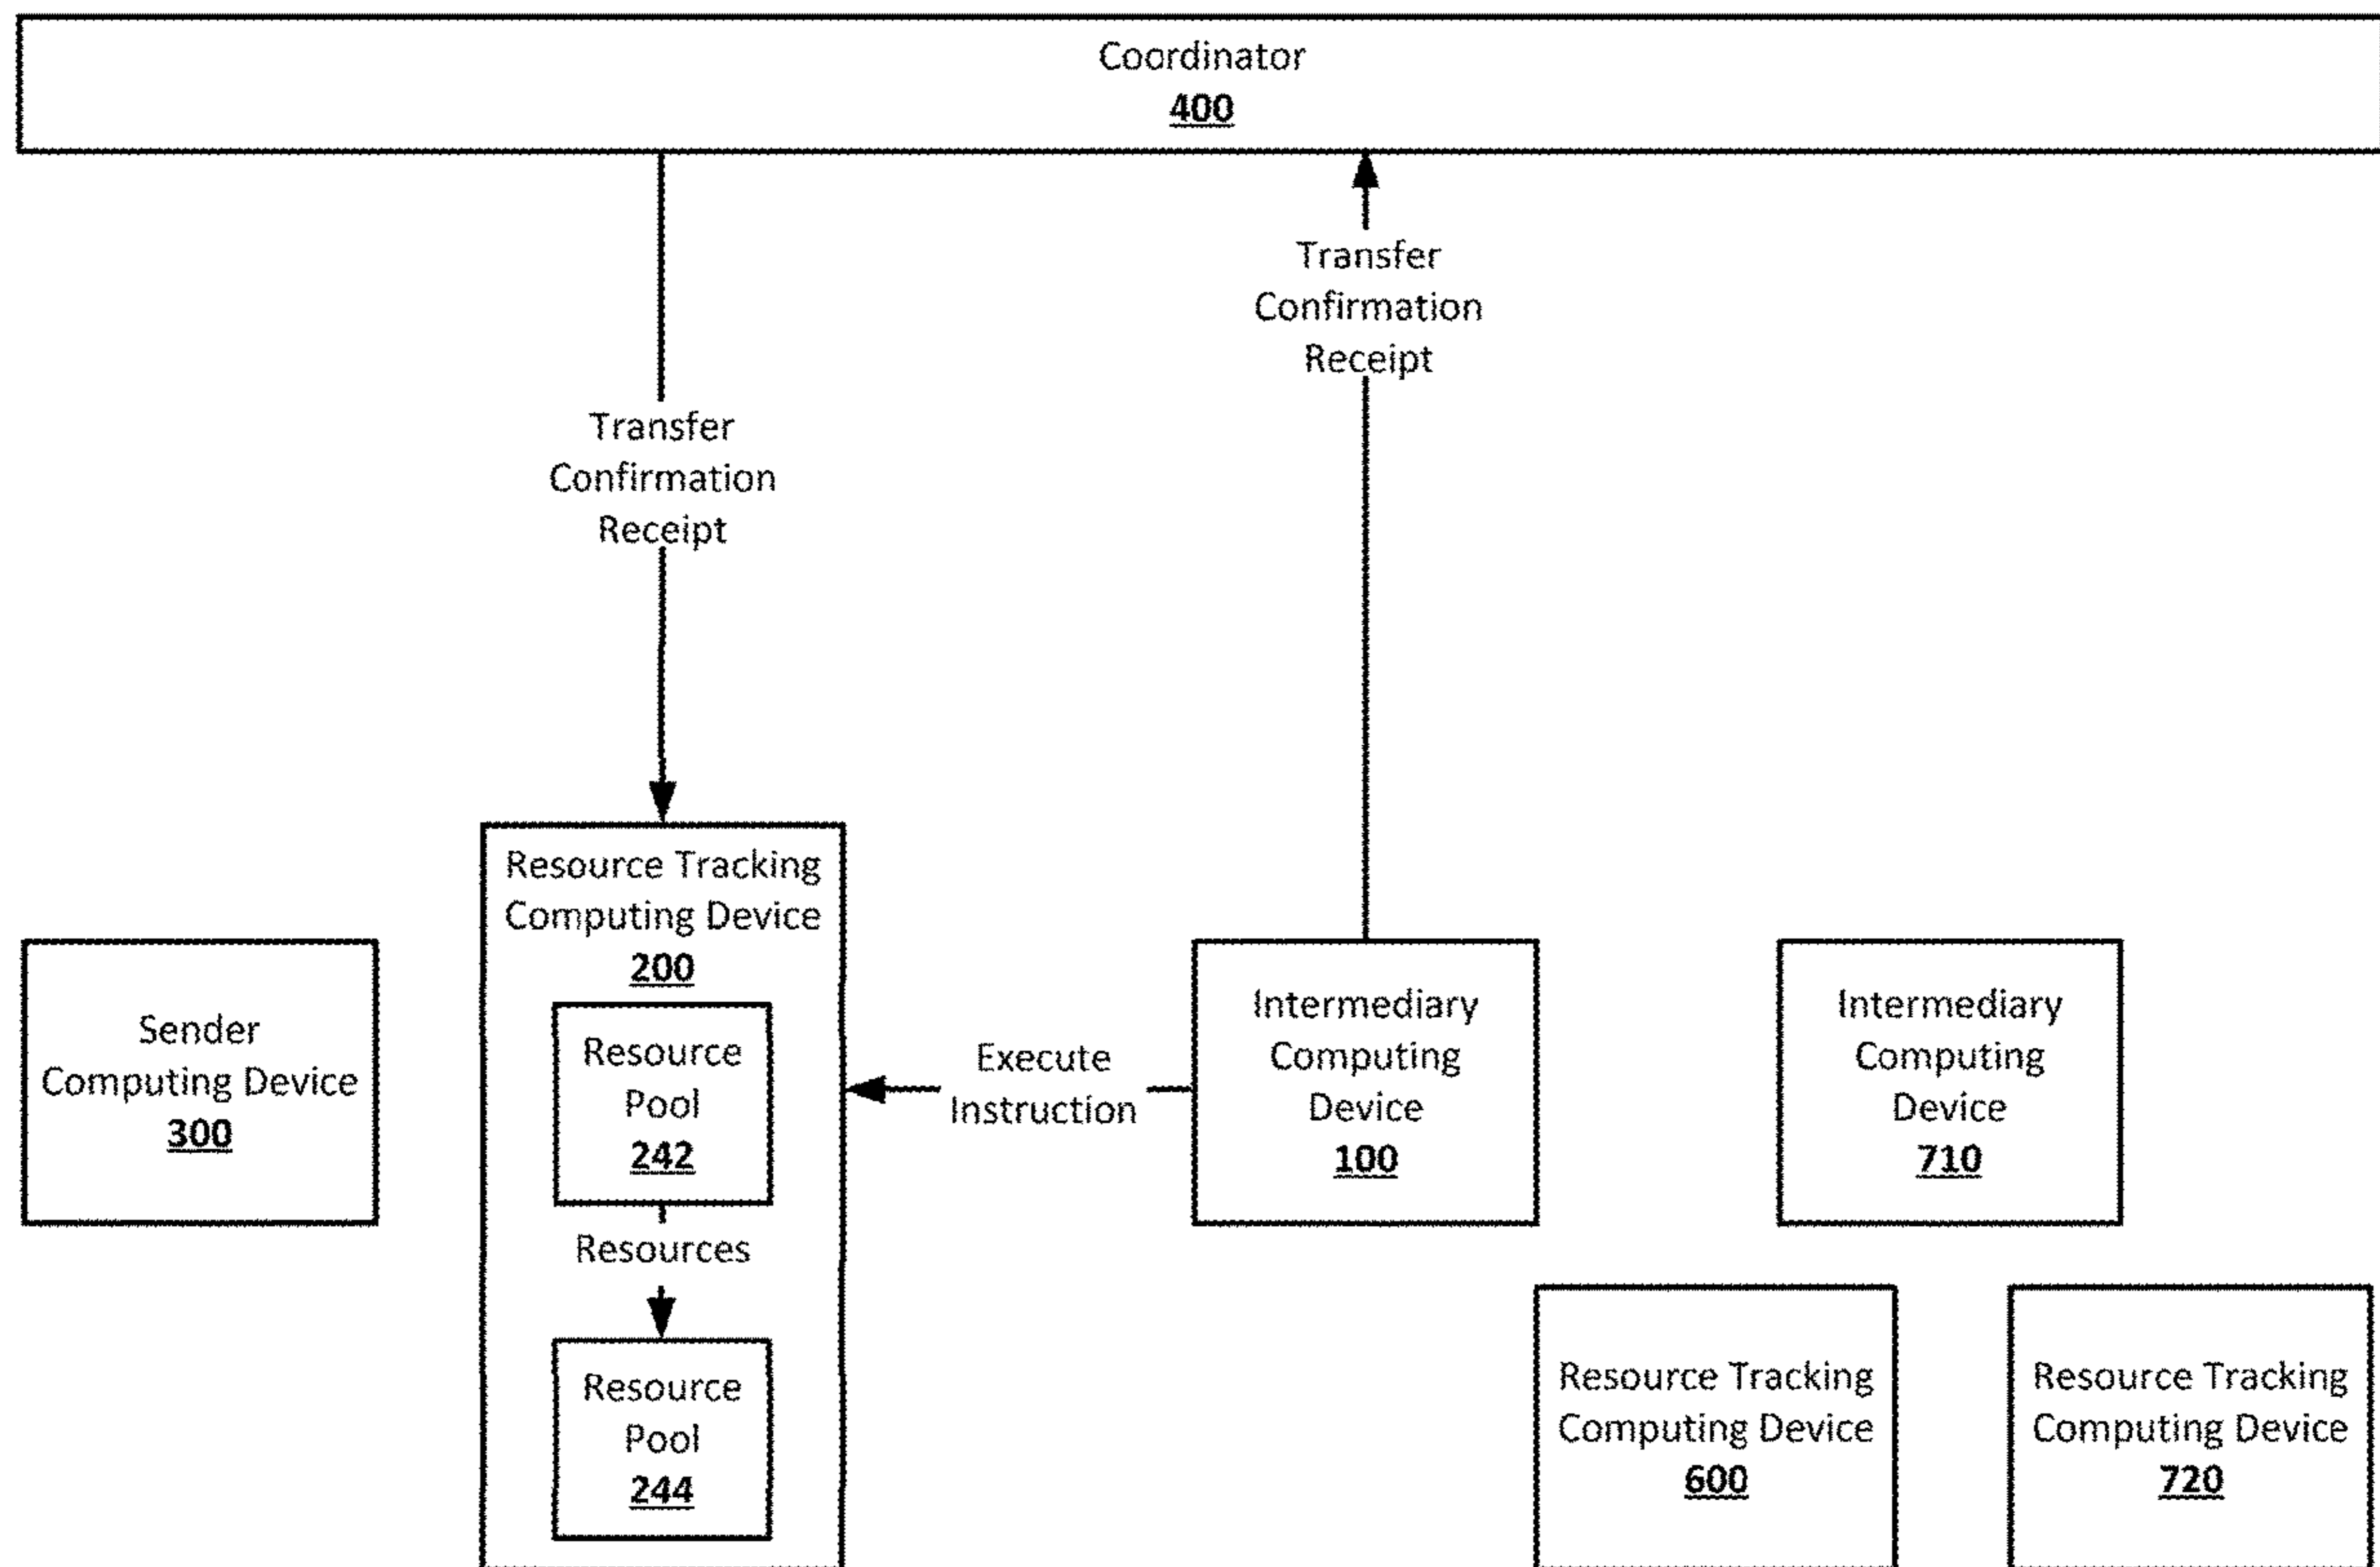 Coordinator
400
Transfer
Confirmation
Receipt
Transfer
Confirmation
Receipt
Sender
Computing Device
300
Resource Tracking
Computing Device
200
Resource
Pool
242
Resources
Resource
Pool
244
Execute
Instruction
Intermediary
Computing
Device
100
Intermediary
Computing
Device
710
Resource Tracking
Computing Device
600
Resource Tracking
Computing Device
720